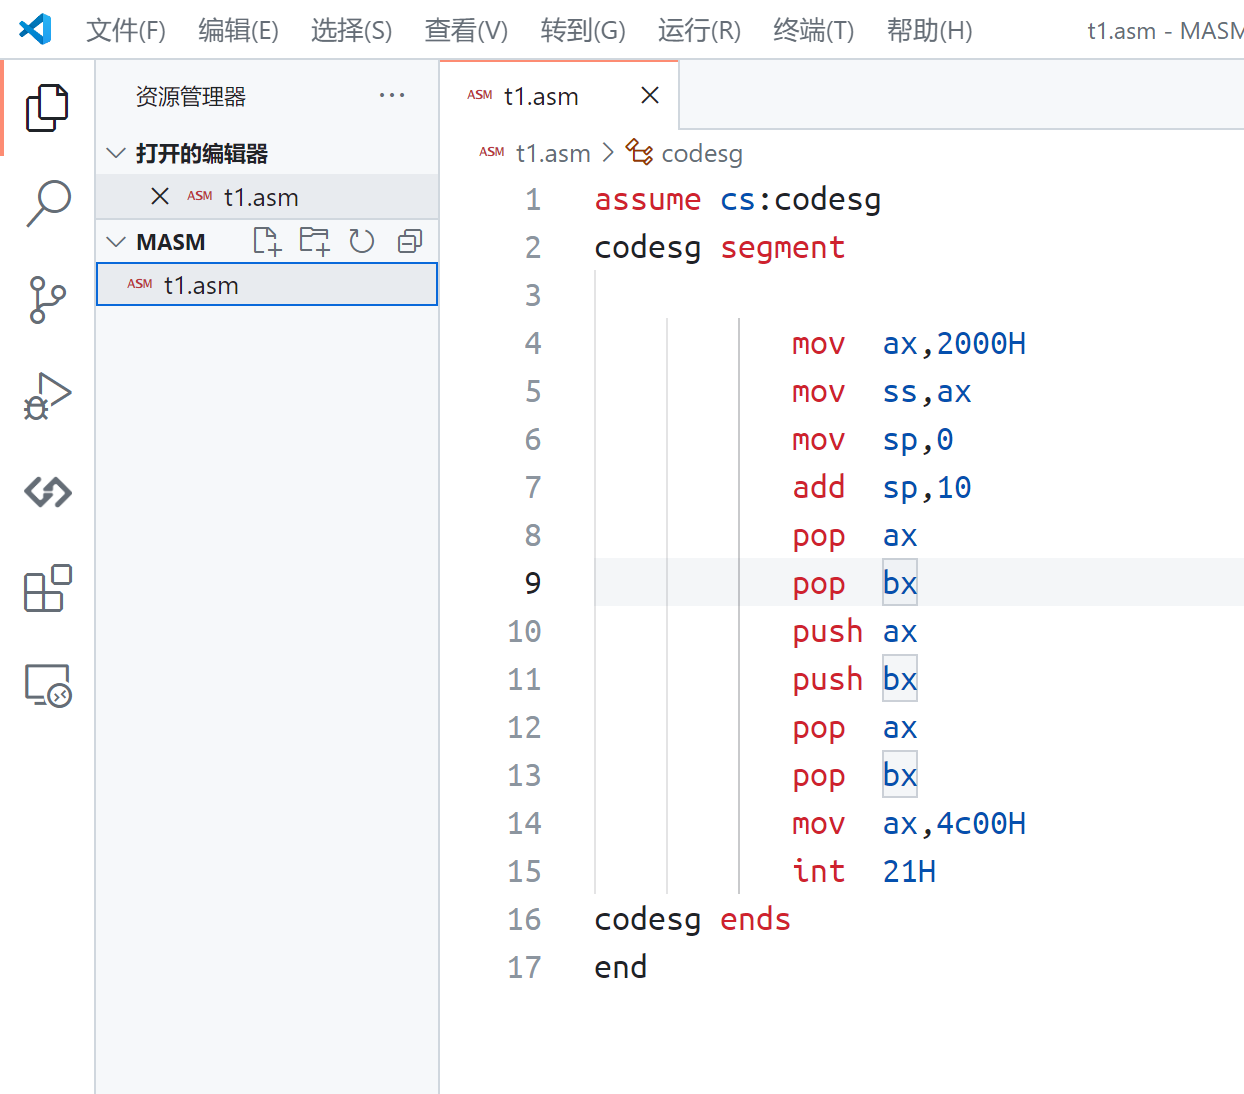 文件(F) 编辑(E) 选择(S) 查看(V) 转到(G) 运行(R) 终端(T) 帮助(H) t1.asm - MASM
资源管理器 ···
打开的编辑器
ASM t1.asm
MASM
ASM t1.asm
ASM t1.asm
ASM t1.asm > codesg
1 assume cs:codesg
2 codesg segment
3
4 mov ax,2000H
5 mov ss,ax
6 mov sp,0
7 add sp,10
8 pop ax
9 pop bx
10 push ax
11 push bx
12 pop ax
13 pop bx
14 mov ax,4c00H
15 int 21H
16 codesg ends
17 end